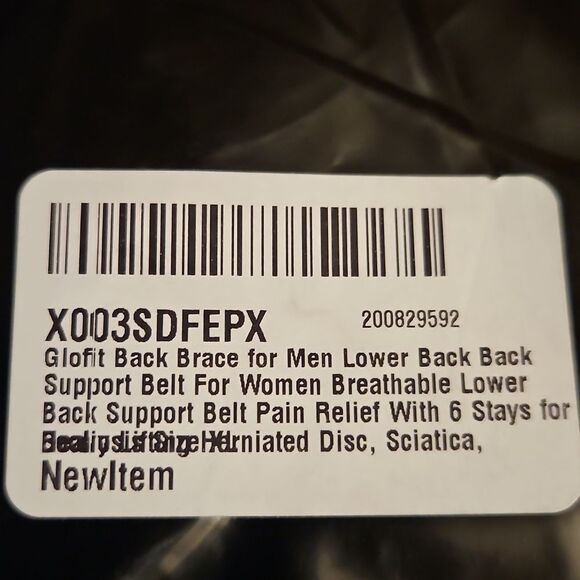 X003SDFEPX 200829592
Glofit Back Brace for Men Lower Back Back
Support Belt For Women Breathable Lower
Back Support Belt Pain Relief With 6 Stays for
Herniated Disc, Sciatica,
NewItem